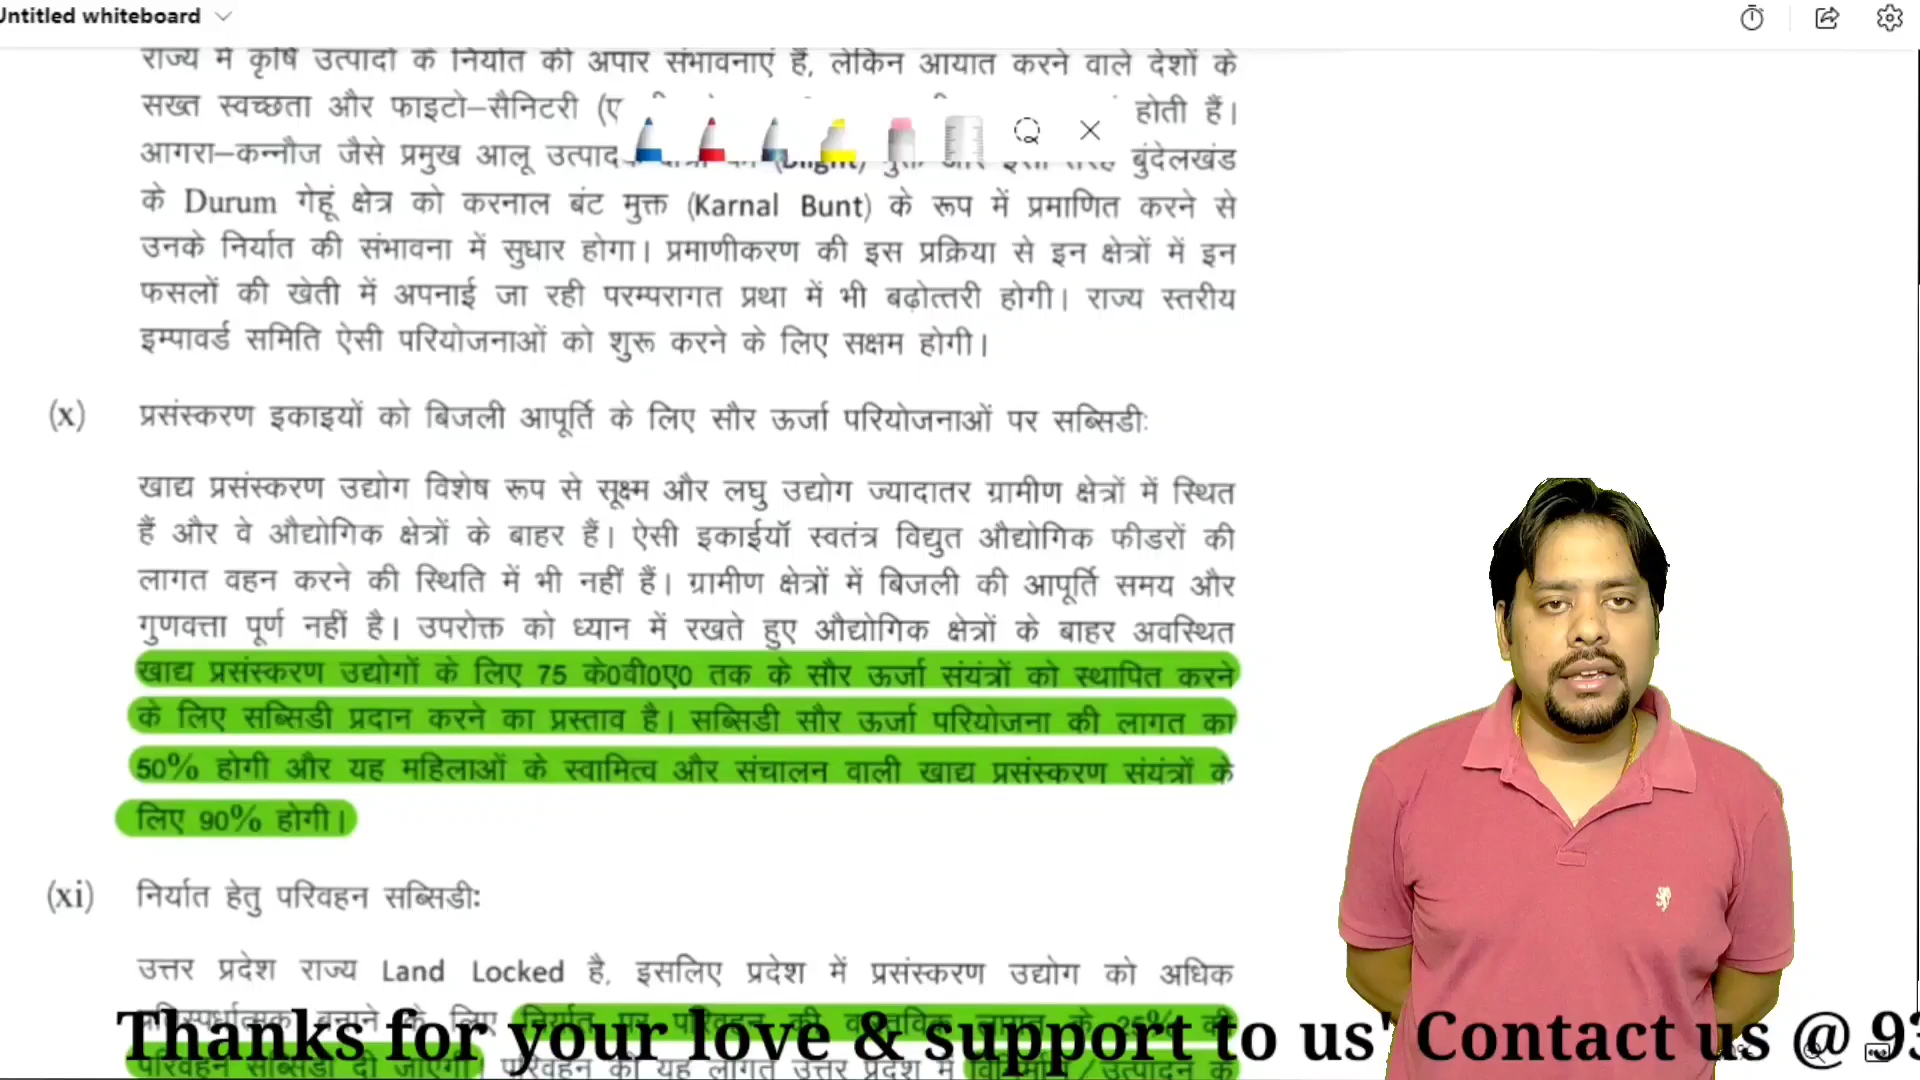 Untitled whiteboard
राज्य में कृषि उत्पादों के निर्यात की अपार संभावनाएं हैं, लेकिन आयात करने वाले देशों के
सख्त स्वच्छता और फाइटो–सैनिटरी होती हैं।
आगरा–कन्नौज जैसे प्रमुख आलू (Blight) बुंदेलखंड
के Durum गेहूं क्षेत्र को करनाल बंट मुक्त (Karnal Bunt) के रूप में प्रमाणित करने से
उनके निर्यात की संभावना में सुधार होगा। प्रमाणीकरण की इस प्रक्रिया से इन क्षेत्रों में इन
फसलों की खेती में अपनाई जा रही परम्परागत प्रथा में भी बढ़ोत्तरी होगी। राज्य स्तरीय
इम्पावर्ड समिति ऐसी परियोजनाओं को शुरू करने के लिए सक्षम होगी।
(x) प्रसंस्करण इकाइयों को बिजली आपूर्ति के लिए सौर ऊर्जा परियोजनाओं पर सब्सिडीः
खाद्य प्रसंस्करण उद्योग विशेष रूप से सूक्ष्म और लघु उद्योग ज्यादातर ग्रामीण क्षेत्रों में स्थित
हैं और वे औद्योगिक क्षेत्रों के बाहर हैं। ऐसी इकाईयॉ स्वतंत्र विद्युत औद्योगिक फीडरों की
लागत वहन करने की स्थिति में भी नहीं हैं। ग्रामीण क्षेत्रों में बिजली की आपूर्ति समय और
गुणवत्ता पूर्ण नहीं है। उपरोक्त को ध्यान में रखते हुए औद्योगिक क्षेत्रों के बाहर अवस्थित
खाद्य प्रसंस्करण उद्योगों के लिए 75 के0वी0ए0 तक के सौर ऊर्जा संयंत्रों को स्थापित करने
के लिए सब्सिडी प्रदान करने का प्रस्ताव है। सब्सिडी सौर ऊर्जा परियोजना की लागत का
50% होगी और यह महिलाओं के स्वामित्व और संचालन वाली खाद्य प्रसंस्करण संयंत्रों के
लिए 90% होगी।
(xi) निर्यात हेतु परिवहन सब्सिडीः
उत्तर प्रदेश राज्य Land Locked है, इसलिए प्रदेश में प्रसंस्करण उद्योग को अधिक
Thanks for your love & support to us' Contact us @ 93